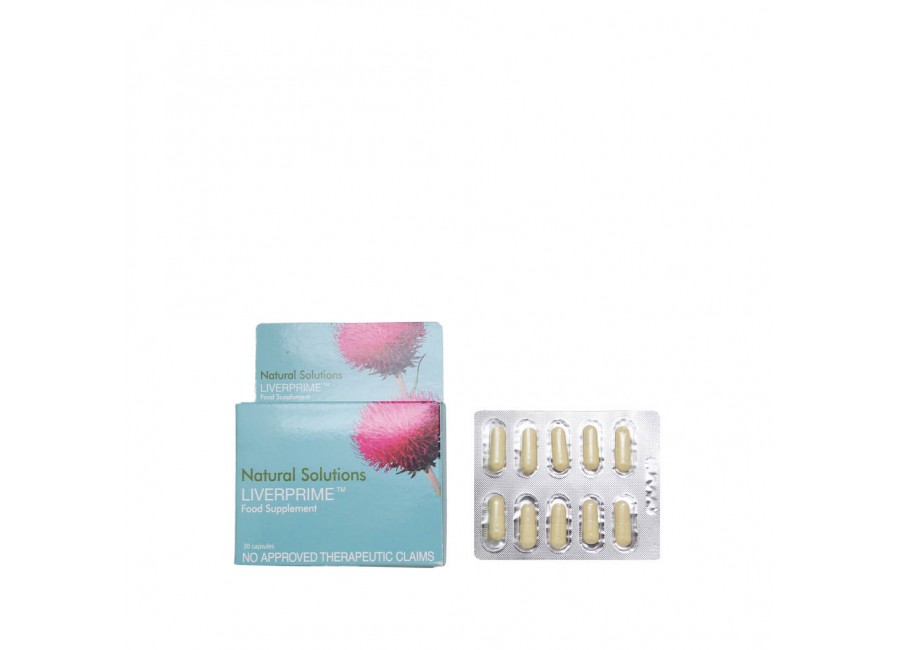 Natural Solutions
LIVERPRIME™
Food Supplement
Natural Solutions
LIVERPRIME™
Food Supplement
30 capsules
NO APPROVED THERAPEUTIC CLAIMS